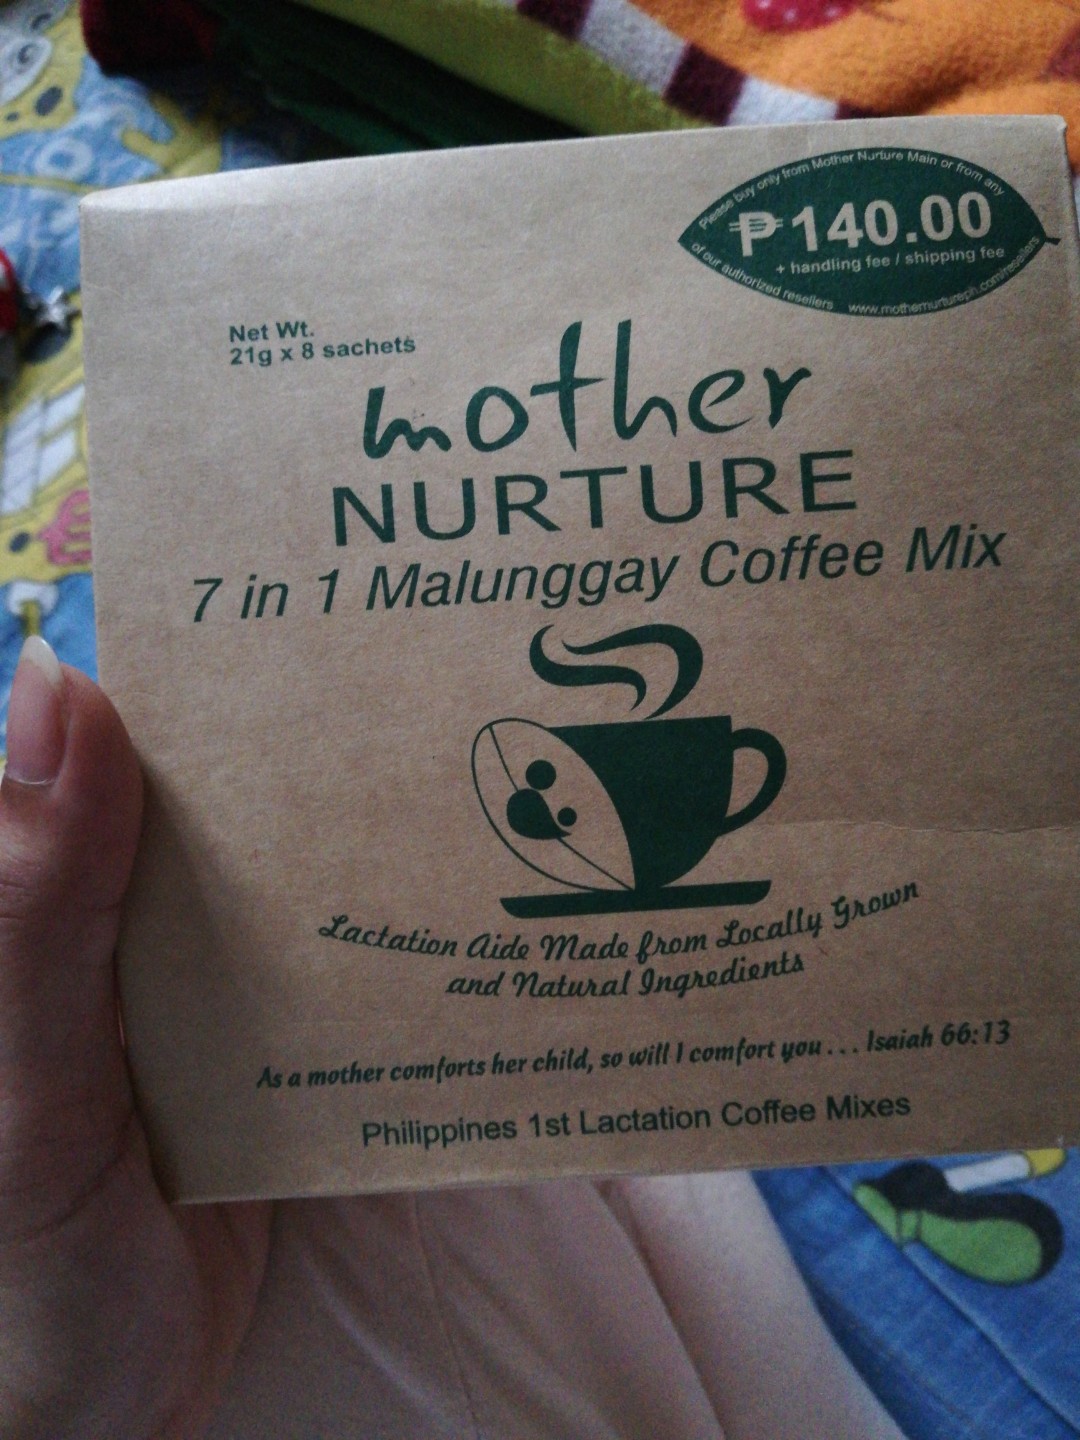 Please buy only from Mother Nurture Main or from any
₱140.00
+ handling fee / shipping fee
of our authorized resellers www.mothernurtureph.com/resellers
Net Wt.
21g x 8 sachets
mother
NURTURE
7 in 1 Malunggay Coffee Mix
Lactation Aide Made from Locally Grown
and Natural Ingredients
As a mother comforts her child, so will I comfort you . . . Isaiah 66:13
Philippines 1st Lactation Coffee Mixes